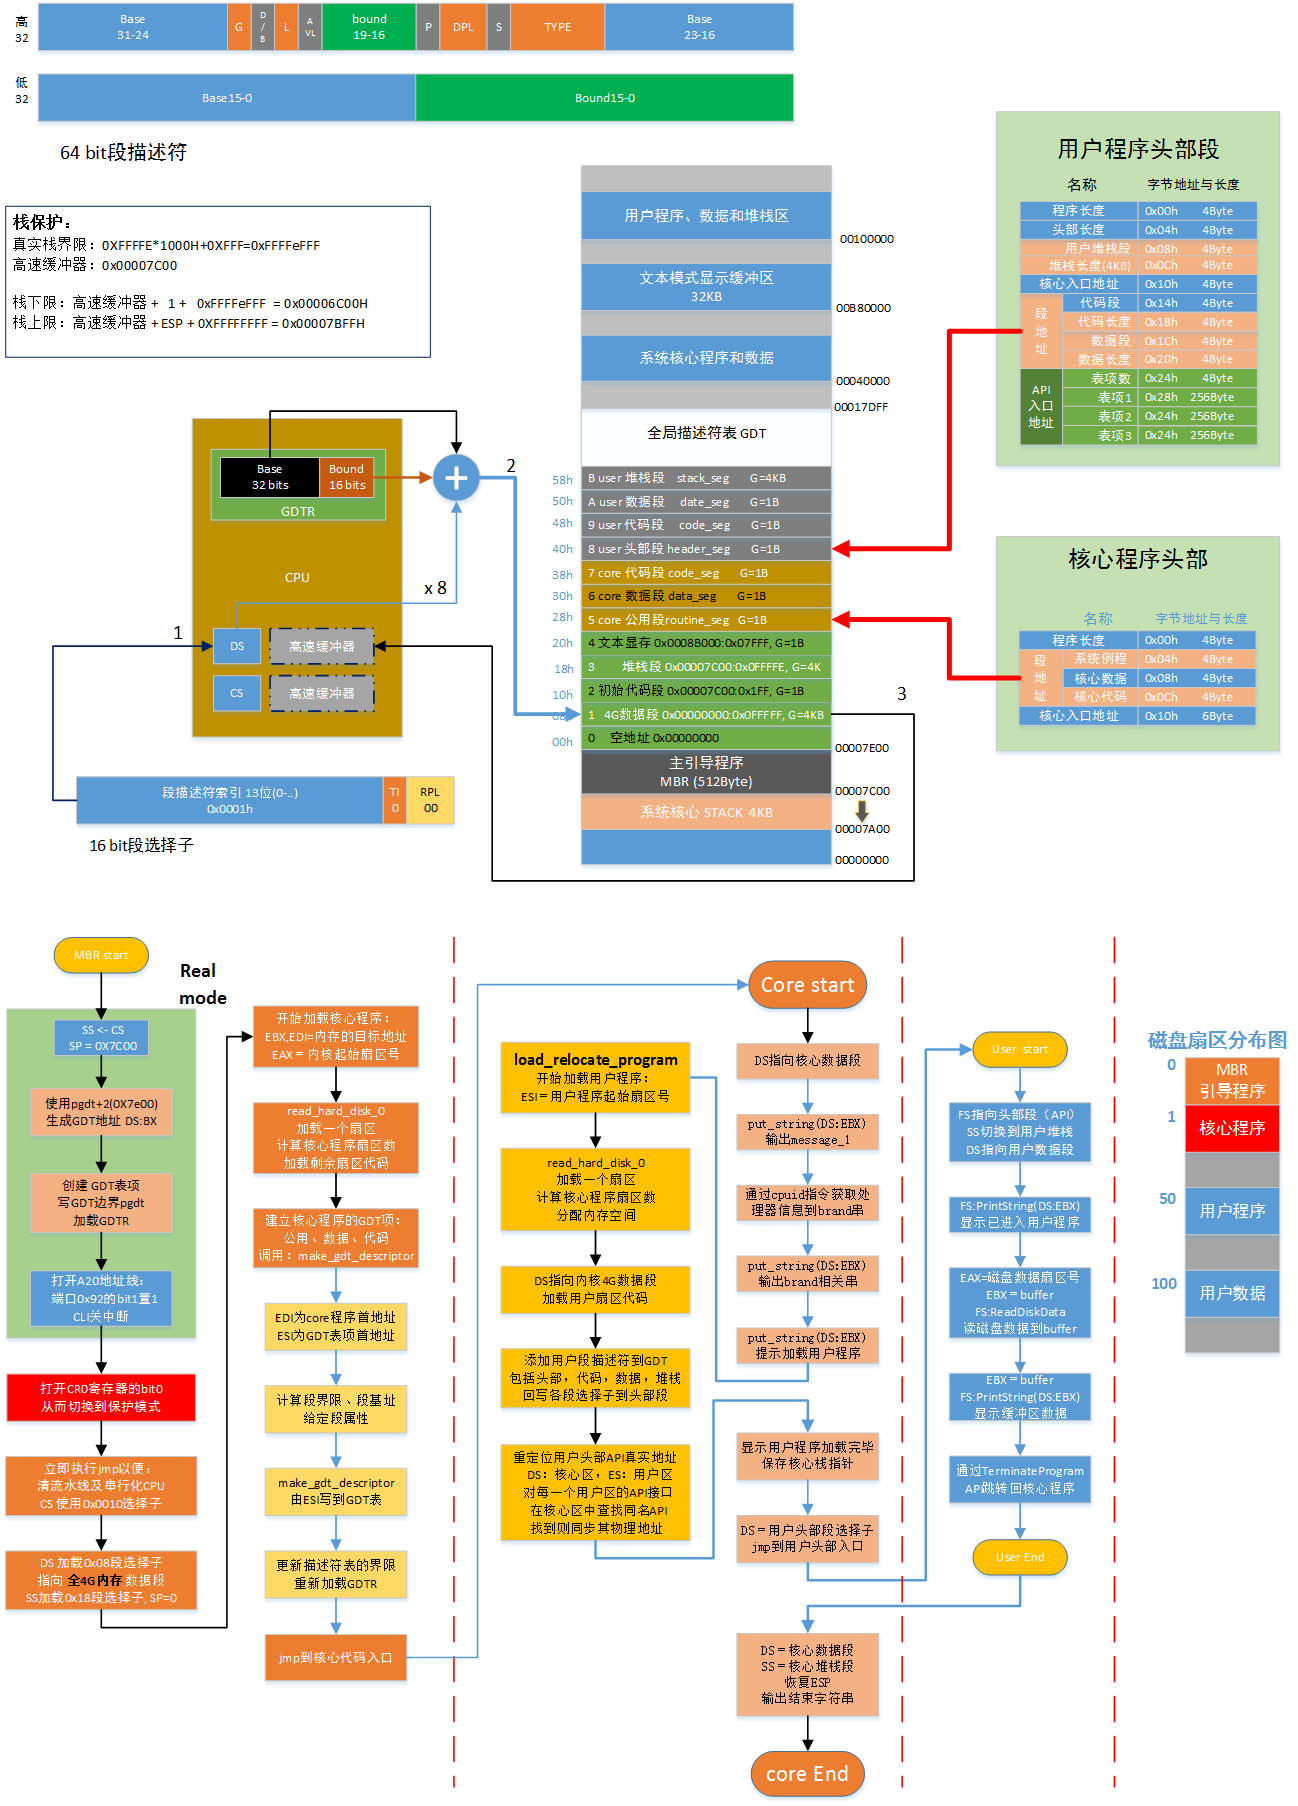 高
32
Base
31-24
G
D
/
B
L
A
VL
bound
19-16
P
DPL
S
TYPE
Base
23-16
低
32
Base15-0
Bound15-0
64 bit段描述符
栈保护：
真实栈界限：0XFFFFE*1000H+0XFFF=0xFFFFeFFF
高速缓冲器：0x00007C00
栈下限：高速缓冲器 + 1 + 0xFFFFeFFF = 0x00006C00H
栈上限：高速缓冲器 + ESP + 0XFFFFFFFF = 0x00007BFFH
Base
32 bits
Bound
16 bits
GDTR
CPU
x 8
1
2
3
DS
高速缓冲器
CS
高速缓冲器
段描述符索引 13位(0-..)
0x0001h
TI
0
RPL
00
16 bit段选择子
用户程序、数据和堆栈区
00100000
文本模式显示缓冲区
32KB
00B80000
系统核心程序和数据
00040000
00017DFF
全局描述符表 GDT
58h
B user 堆栈段 stack_seg G=4KB
50h
A user 数据段 date_seg G=1B
48h
9 user 代码段 code_seg G=1B
40h
8 user 头部段 header_seg G=1B
38h
7 core 代码段 code_seg G=1B
30h
6 core 数据段 data_seg G=1B
28h
5 core 公用段routine_seg G=1B
20h
4 文本显存 0x0008B000:0x07FFF, G=1B
18h
3 堆栈段 0x00007C00:0x0FFFFE, G=4K
10h
2 初始代码段 0x00007C00:0x1FF, G=1B
08h
1 4G数据段 0x00000000:0x0FFFFF, G=4KB
00h
0 空地址 0x00000000
00007E00
主引导程序
MBR (512Byte)
00007C00
系统核心 STACK 4KB
00007A00
00000000
用户程序头部段
名称 字节地址与长度
程序长度 0x00h 4Byte
头部长度 0x04h 4Byte
用户堆栈段 0x08h 4Byte
堆栈长度(4KB) 0x0Ch 4Byte
核心入口地址 0x10h 4Byte
段
地
址
代码段 0x14h 4Byte
代码长度 0x18h 4Byte
数据段 0x1Ch 4Byte
数据长度 0x20h 4Byte
API
入口
地址
表项数 0x24h 4Byte
表项1 0x28h 256Byte
表项2 0x24h 256Byte
表项3 0x24h 256Byte
核心程序头部
名称 字节地址与长度
程序长度 0x00h 4Byte
段
地
址
系统例程 0x04h 4Byte
核心数据 0x08h 4Byte
核心代码 0x0Ch 4Byte
核心入口地址 0x10h 6Byte
MBR start
Real
mode
SS <- CS
SP = 0X7C00
使用pgdt+2(0X7e00)
生成GDT地址 DS:BX
创建 GDT表项
写GDT边界pgdt
加载GDTR
打开A20地址线：
端口0x92的bit1置1
CLI关中断
打开CR0寄存器的bit0
从而切换到保护模式
立即执行jmp以便：
清流水线及串行化CPU
CS 使用0x0010选择子
DS 加载0x08段选择子
指向 全4G内存 数据段
SS加载0x18段选择子, SP=0
开始加载核心程序：
EBX,EDI=内存的目标地址
EAX = 内核起始扇区号
read_hard_disk_0
加载一个扇区
计算核心程序扇区数
加载剩余扇区代码
建立核心程序的GDT项：
公用、数据、代码
调用：make_gdt_descriptor
EDI为core程序首地址
ESI为GDT表项首地址
计算段界限、段基址
给定段属性
make_gdt_descriptor
由ESI写到GDT表
更新描述符表的界限
重新加载GDTR
jmp到核心代码入口
load_relocate_program
开始加载用户程序：
ESI = 用户程序起始扇区号
read_hard_disk_0
加载一个扇区
计算核心程序扇区数
分配内存空间
DS指向内核4G数据段
加载用户扇区代码
添加用户段描述符到GDT
包括头部，代码，数据，堆栈
回写各段选择子到头部段
重定位用户头部API真实地址
DS：核心区，ES：用户区
对每一个用户区的API接口
在核心区中查找同名API
找到则同步其物理地址
Core start
DS指向核心数据段
put_string(DS:EBX)
输出message_1
通过cpuid指令获取处
理器信息到brand串
put_string(DS:EBX)
输出brand相关串
put_string(DS:EBX)
提示加载用户程序
显示用户程序加载完毕
保存核心栈指针
DS = 用户头部段选择子
jmp到用户头部入口
DS = 核心数据段
SS = 核心堆栈段
恢复ESP
输出结束字符串
core End
User start
FS指向头部段（API）
SS切换到用户堆栈
DS指向用户数据段
FS:PrintString(DS:EBX)
显示已进入用户程序
EAX=磁盘数据扇区号
EBX = buffer
FS:ReadDiskData
读磁盘数据到buffer
EBX = buffer
FS:PrintString(DS:EBX)
显示缓冲区数据
通过TerminateProgram
API跳转回核心程序
User End
磁盘扇区分布图
0
MBR
引导程序
1
核心程序
50
用户程序
100
用户数据